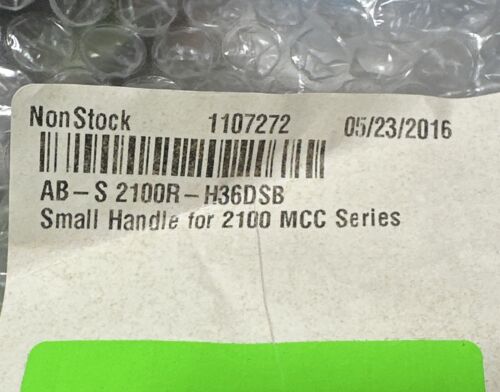 NonStock 1107272 05/23/2016
AB-S 2100R-H36DSB
Small Handle for 2100 MCC Series